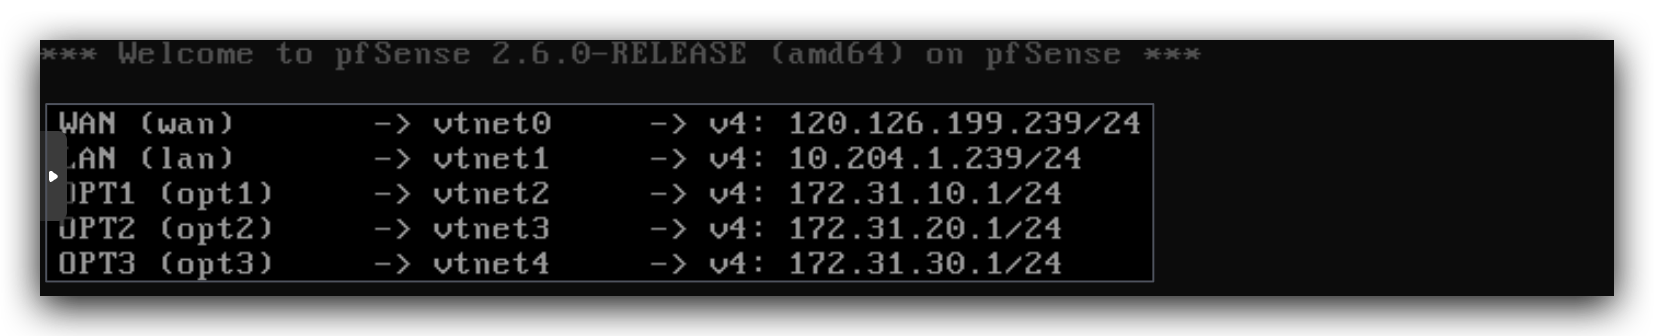 *** Welcome to pfSense 2.6.0-RELEASE (amd64) on pfSense ***
WAN (wan) -> vtnet0 -> v4: 120.126.199.239/24
LAN (lan) -> vtnet1 -> v4: 10.204.1.239/24
OPT1 (opt1) -> vtnet2 -> v4: 172.31.10.1/24
OPT2 (opt2) -> vtnet3 -> v4: 172.31.20.1/24
OPT3 (opt3) -> vtnet4 -> v4: 172.31.30.1/24